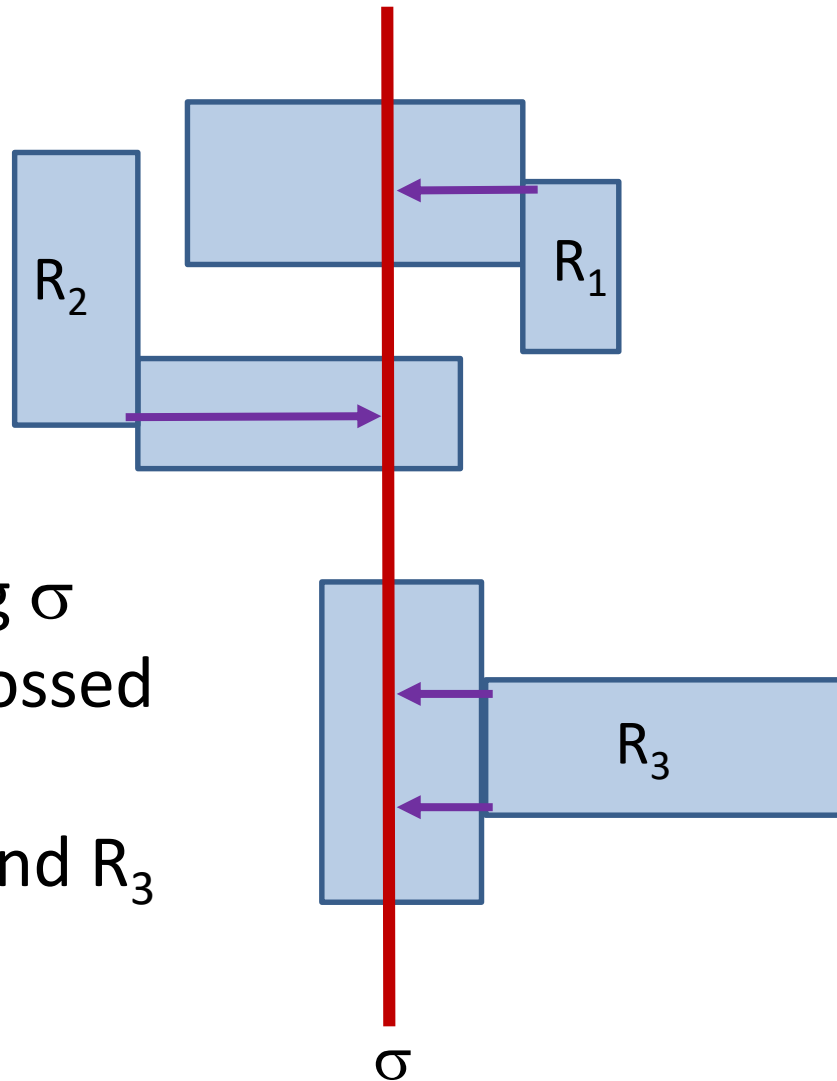 R₁
R₂
g σ
ossed
R₃
nd R₃
σ